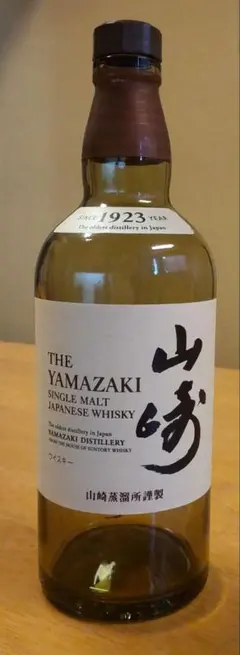 SINCE 1923 YEAR
The oldest distillery in Japan
THE
YAMAZAKI
SINGLE MALT
JAPANESE WHISKY
The oldest distillery in Japan
YAMAZAKI DISTILLERY
FROM THE HOUSE OF SUNTORY WHISKY
ウイスキー
山崎
山崎蒸溜所謹製